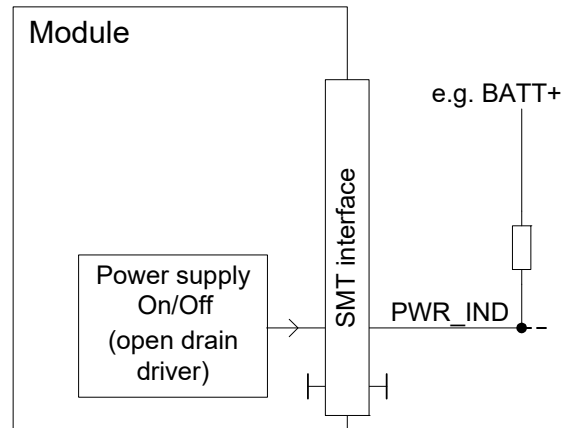 Module
e.g. BATT+
SMT interface
Power supply
On/Off
(open drain
driver)
PWR_IND